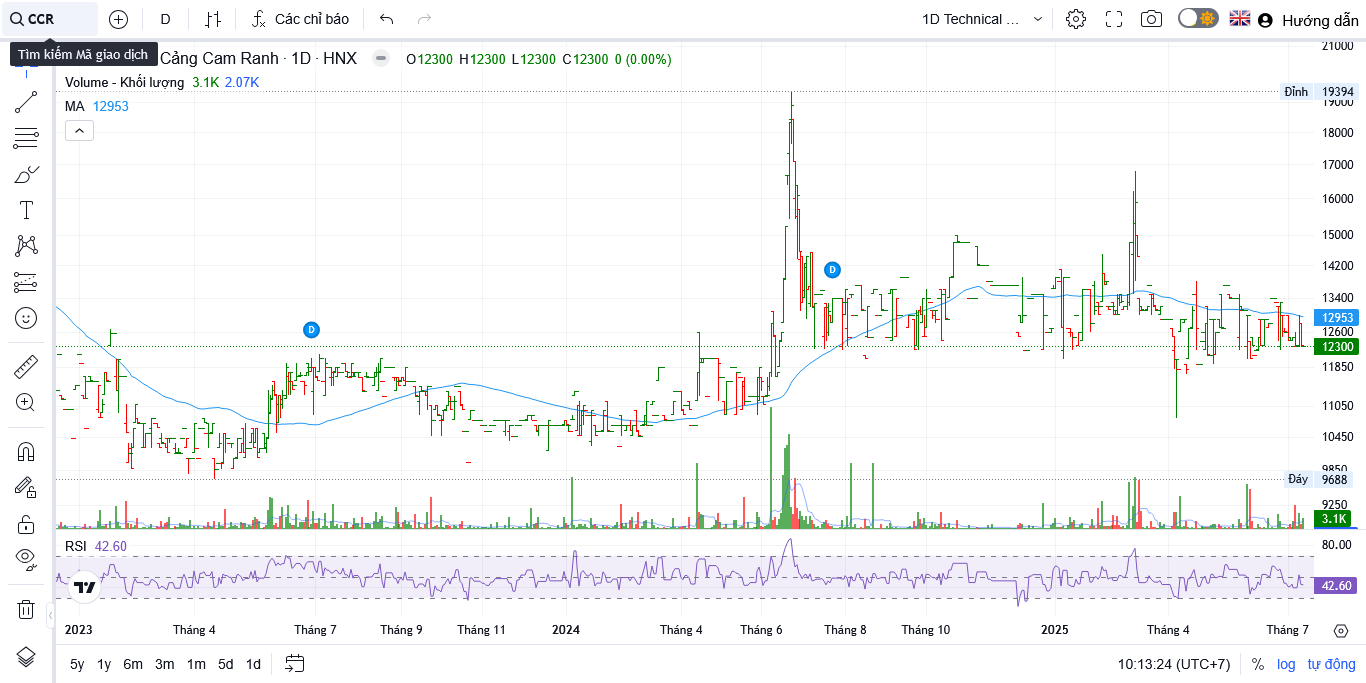 CCR
D
Các chỉ báo
1D Technical ...
Hướng dẫn
Tìm kiếm Mã giao dịch
Cảng Cam Ranh · 1D · HNX
O12300 H12300 L12300 C12300 0 (0.00%)
Volume - Khối lượng 3.1K 2.07K
MA 12953
21000
Đỉnh 19394
19000
18000
17000
16000
15000
14200
13400
12953
12600
12300
11850
11050
10450
9850
Đáy 9688
9250
3.1K
D
D
RSI 42.60
80.00
42.60
2023 Tháng 4 Tháng 7 Tháng 9 Tháng 11 2024 Tháng 4 Tháng 6 Tháng 8 Tháng 10 2025 Tháng 4 Tháng 7
5y 1y 6m 3m 1m 5d 1d
10:13:24 (UTC+7) % log tự động